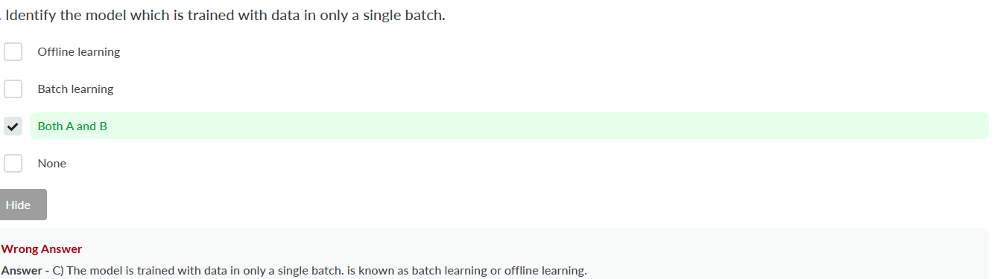 . Identify the model which is trained with data in only a single batch.
Offline learning
Batch learning
Both A and B
None
Hide
Wrong Answer
Answer - C) The model is trained with data in only a single batch. is known as batch learning or offline learning.